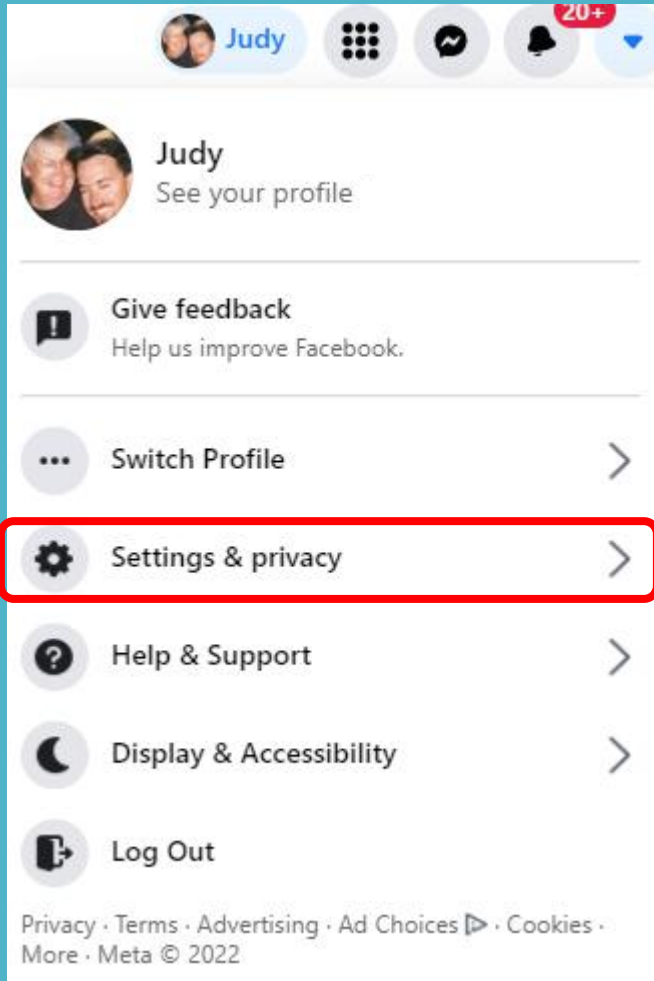 Judy
20+
Judy
See your profile
Give feedback
Help us improve Facebook.
Switch Profile
Settings & privacy
Help & Support
Display & Accessibility
Log Out
Privacy · Terms · Advertising · Ad Choices · Cookies ·
More · Meta © 2022